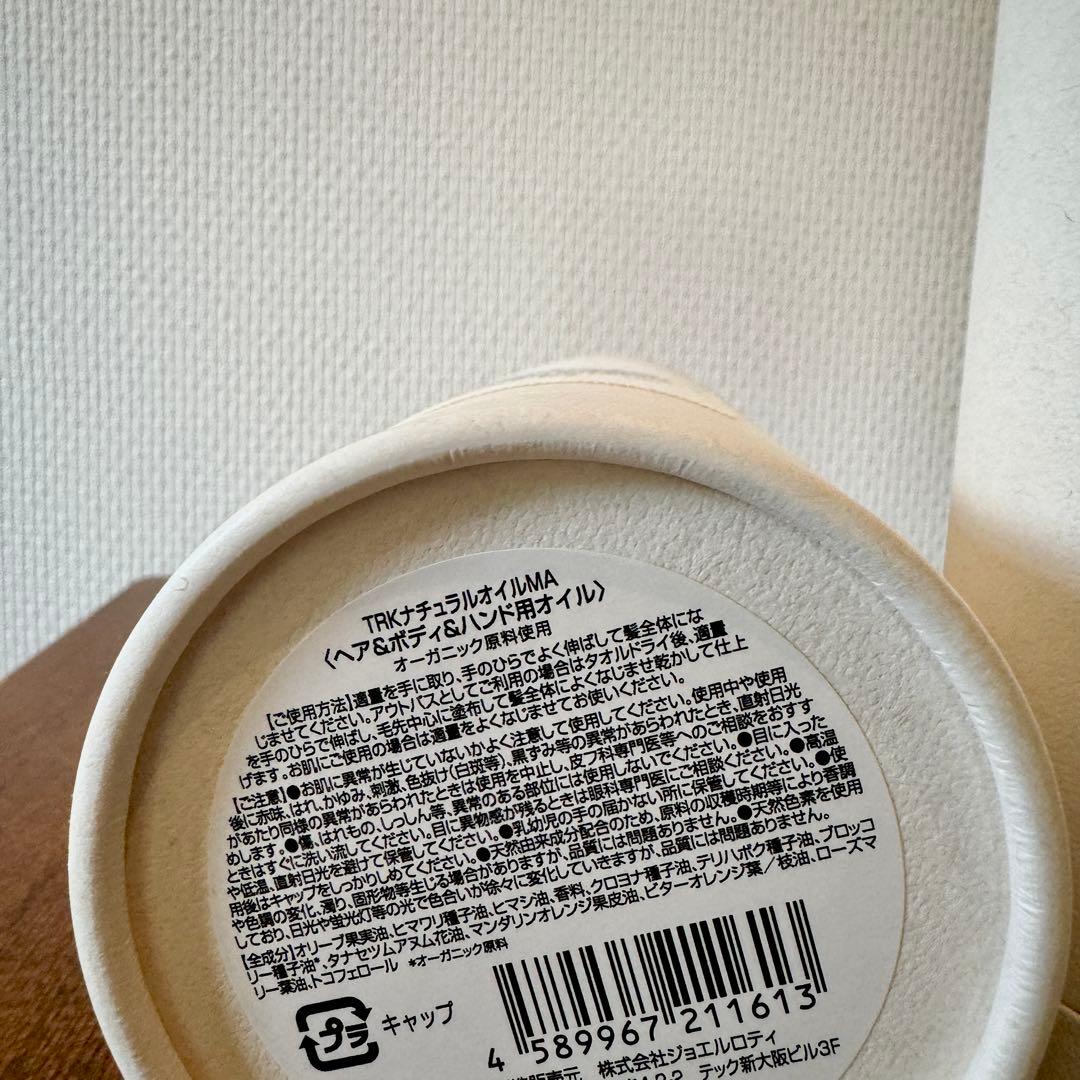 TRKナチュラルオイルMA
〈ヘア&ボディ&ハンド用オイル〉
オーガニック原料使用
【ご使用方法】適量を手に取り、手のひらでよく伸ばして髪全体にな
じませてください。アウトバスとしてご利用の場合はタオルドライ後、適量
を手のひらで伸ばし、毛先中心に塗布して髪全体によくなじませ乾かして仕上
げます。お肌にご使用の場合は適量をよくなじませてお使いください。
【ご注意】●お肌に異常が生じていないかよく注意して使用してください。使用中や使用
後に赤味、はれ、かゆみ、刺激、色抜け(白斑等)、黒ずみ等の異常があらわれたとき、直射日光
があたり同様の異常があらわれたときは使用を中止し、皮フ科専門医等へのご相談をおすす
めします。●傷、はれもの、しっしん等、異常のある部位には使用しないでください。●目に入った
ときはすぐに洗い流してください。目に異物感が残るときは眼科専門医にご相談ください。●高温
や低温、直射日光を避けて保管してください。●乳幼児の手の届かない所に保管してください。●使
用後はキャップをしっかりしめてください。●天然由来成分配合のため、原料の収穫時期等により香調
や色調の変化、濁り、固形物等生じる場合がありますが、品質には問題ありません。●天然色素を使用
しており、日光や蛍光灯等の光で色合いが徐々に変化していきますが、品質には問題ありません。
【全成分】オリーブ果実油、ヒマワリ種子油、ヒマシ油、香料、クロヨナ種子油、テリハボク種子油、ブロッコ
リー種子油*、タナセツムアヌム花油、マンダリンオレンジ果皮油、ビターオレンジ葉/枝油、ローズマ
リー葉油、トコフェロール *オーガニック原料
プラ キャップ
4 589967 211613
販売元 株式会社ジョエルロティ
テック新大阪ビル3F